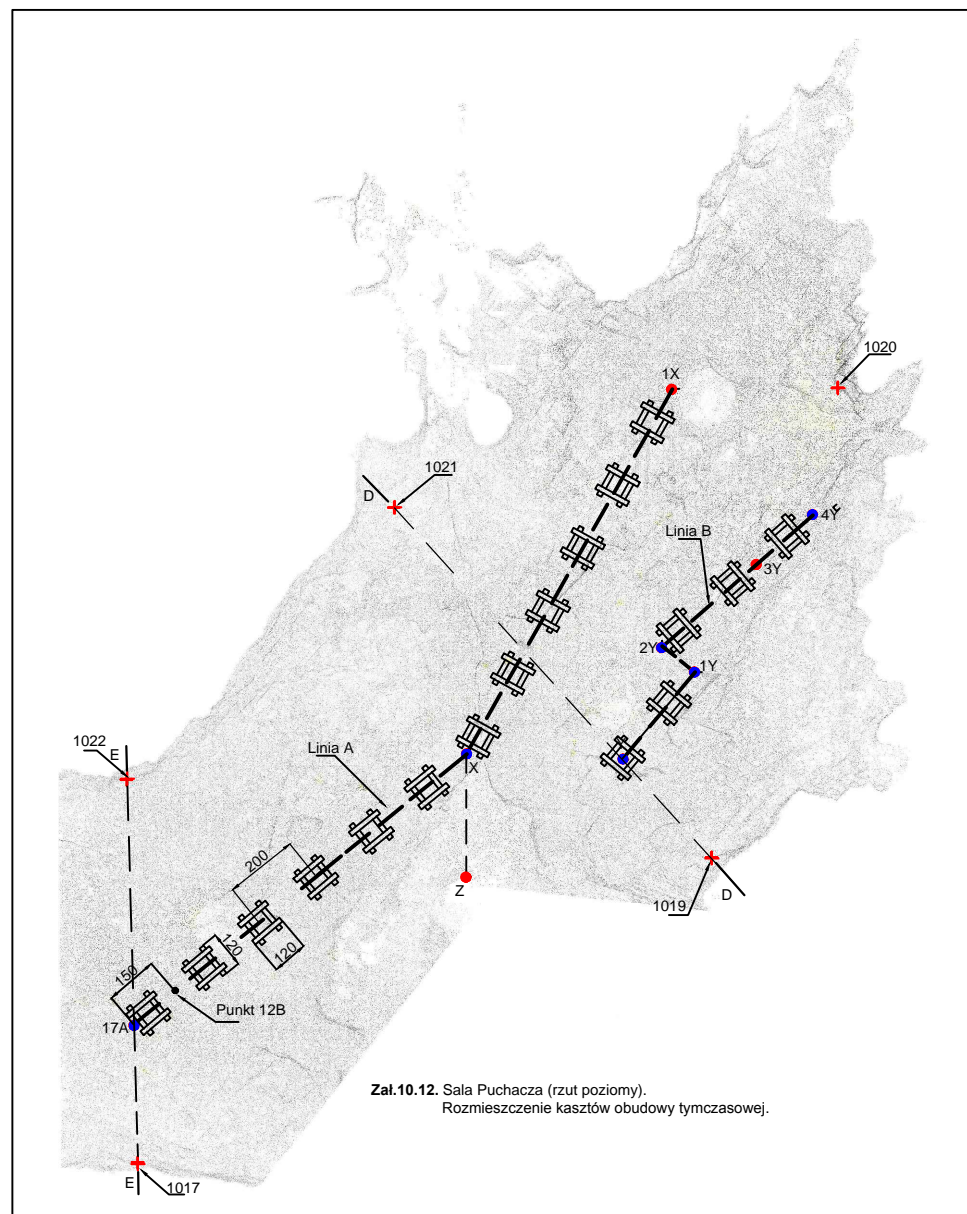 1X
1020
1021
D
4Y
Linia B
3Y
2Y
1Y
1022
E
X
Linia A
200
Z
1019
D
120
120
150
Punkt 12B
17A
Zał.10.12. Sala Puchacza (rzut poziomy).
Rozmieszczenie kasztów obudowy tymczasowej.
E
1017